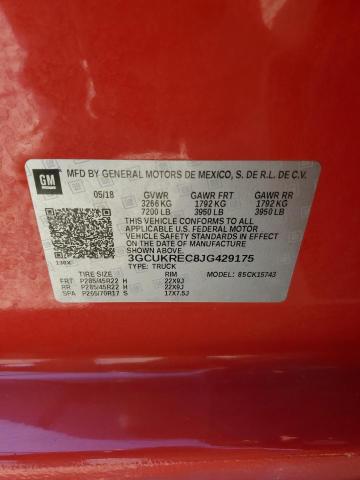 GM
MFD BY GENERAL MOTORS DE MEXICO, S. DE R.L. DE C.V.
05/18 GVWR GAWR FRT GAWR RR
3266 KG 1792 KG 1792 KG
7200 LB 3950 LB 3950 LB
THIS VEHICLE CONFORMS TO ALL
APPLICABLE U.S. FEDERAL MOTOR
VEHICLE SAFETY STANDARDS IN
EFFECT ON THE DATE OF MANUFACTURE
SHOWN ABOVE.
3GCUKREC8JG429175
TYPE: TRUCK MODEL: 85CK15743
TIRE SIZE RIM
FRT P285/45R22 H 22X9J
RR P285/45R22 H 22X9J
SPA P265/70R17 S 17X7.5J